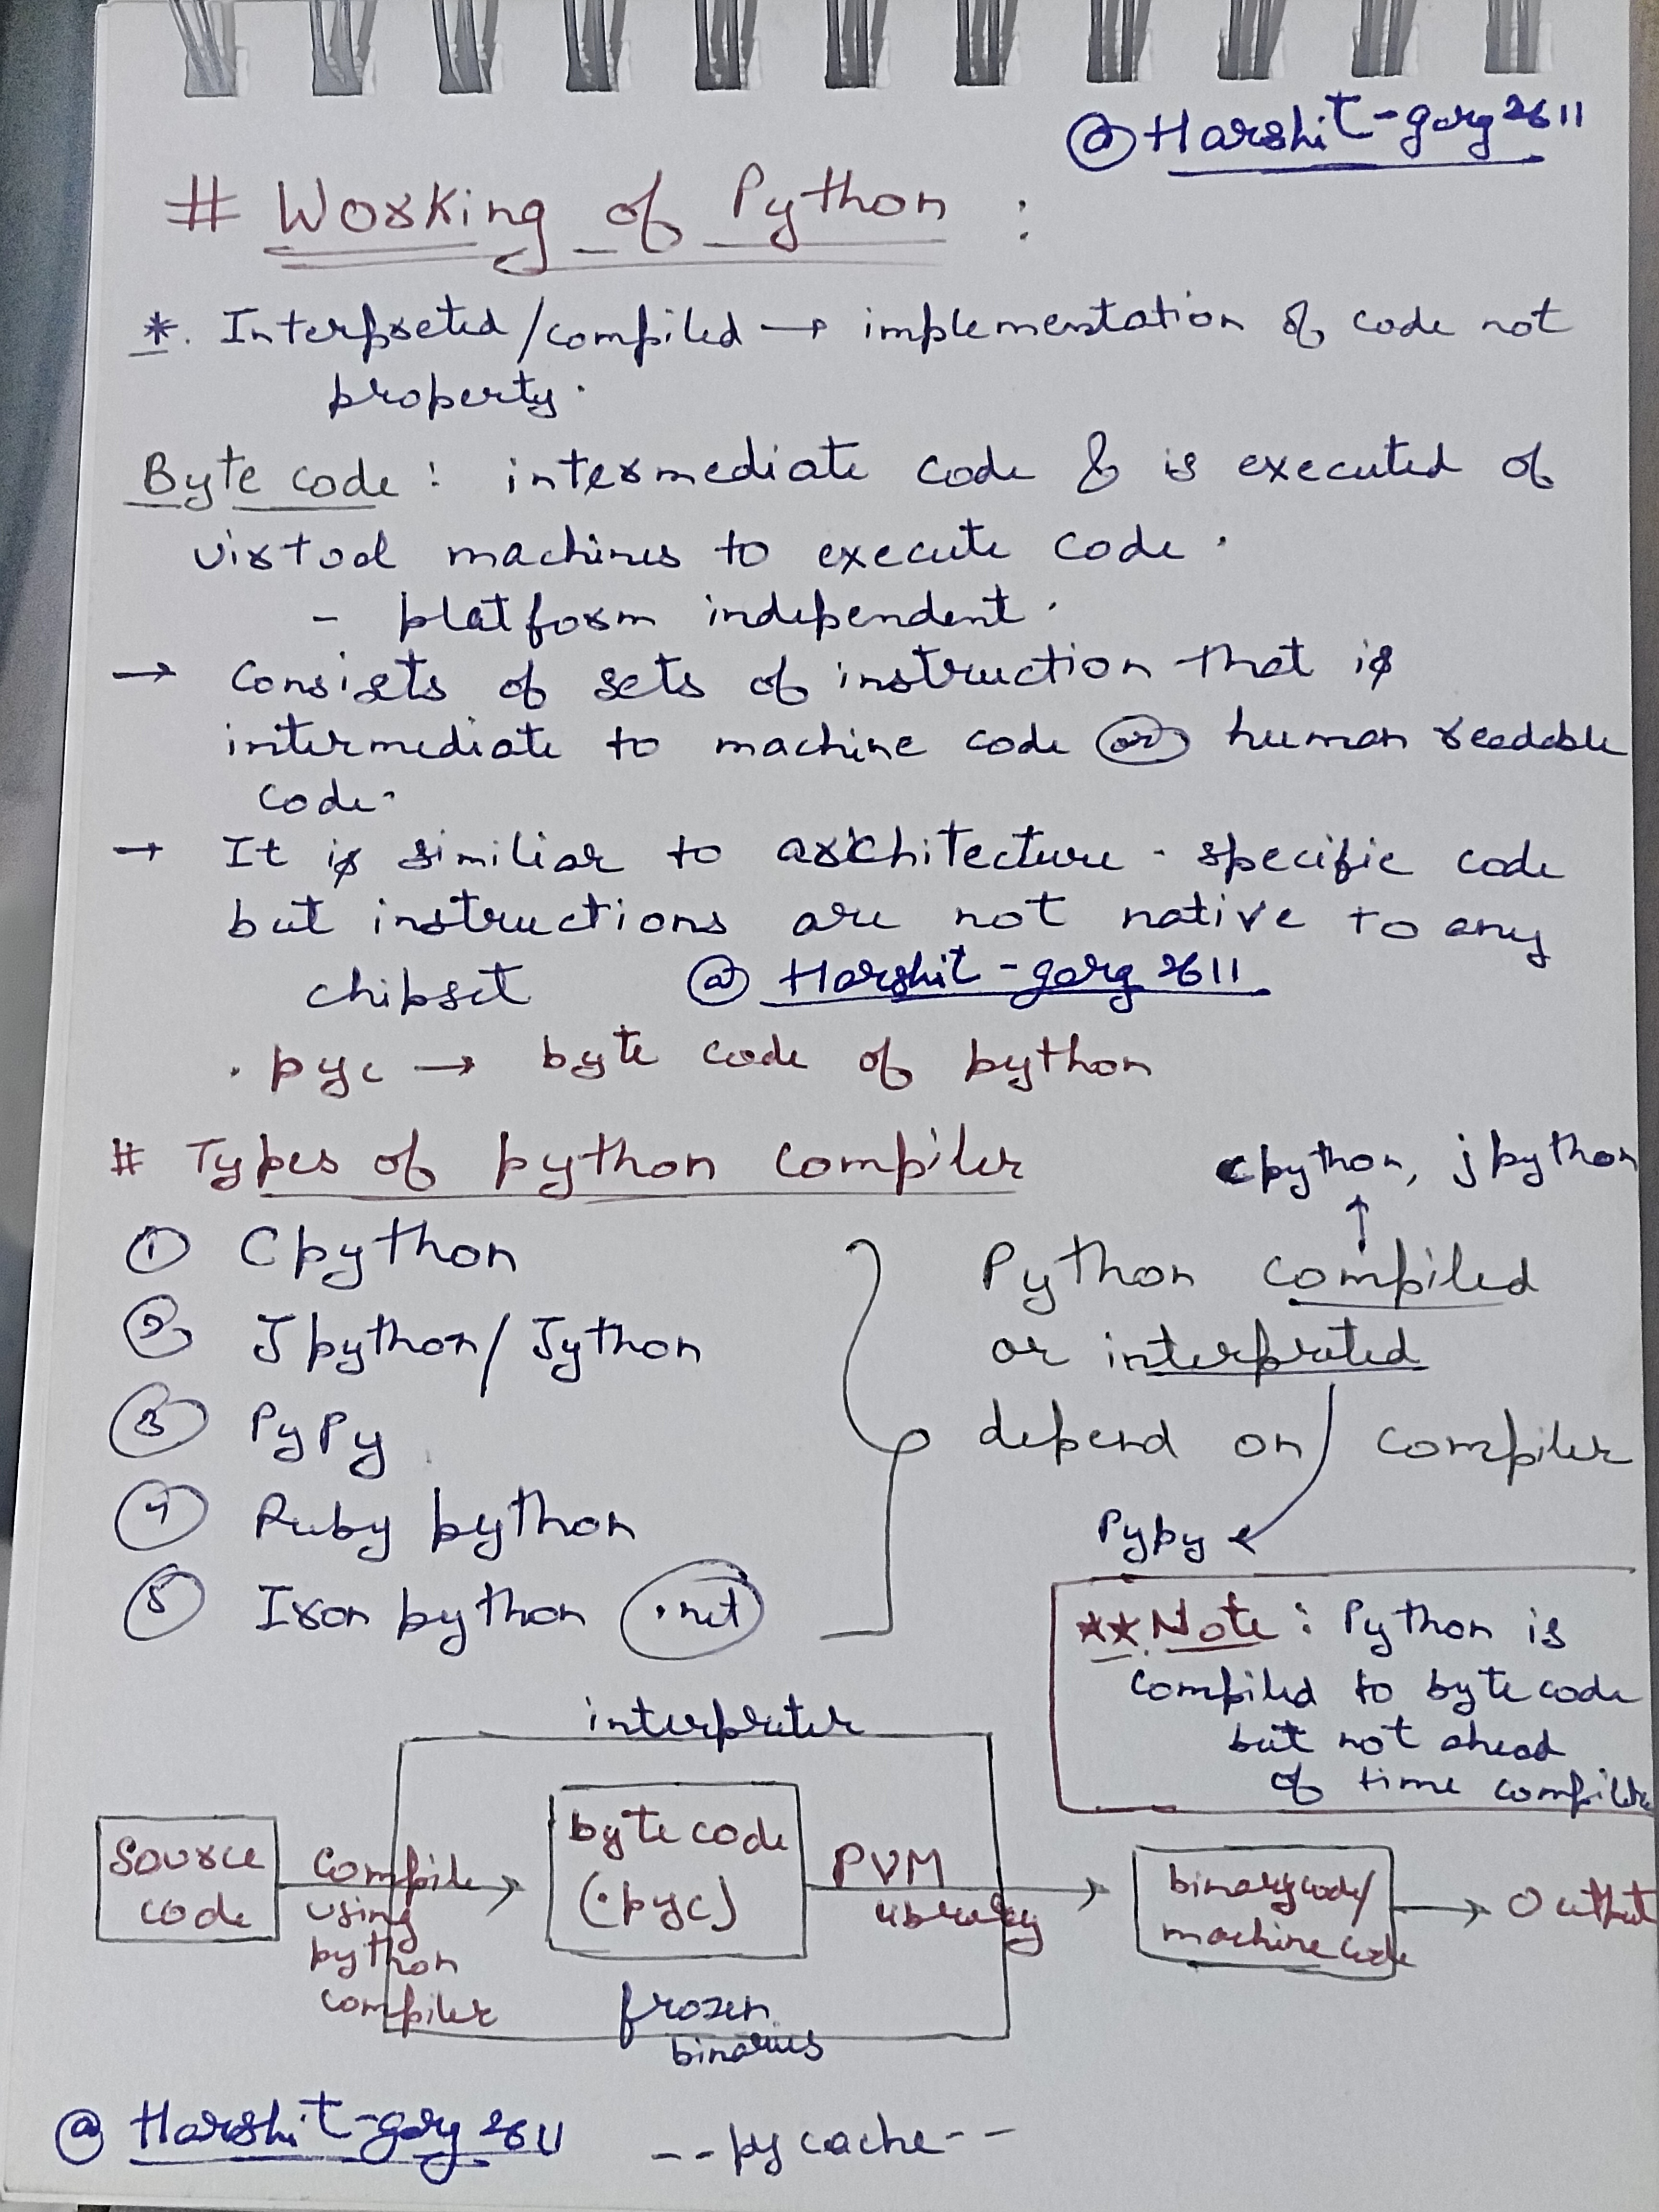 @Harshit-garg2611
# Working of Python :
*. Interpreted/compiled → implementation of code not
property.
Byte code : intermediate code & is executed of
virtual machines to execute code.
- platform independent.
→ Consists of sets of instruction that is
intermediate to machine code (or) human readable
code.
→ It is similiar to architecture-specific code
but instructions are not native to any
chipset
@Harshit-garg2611
.pyc → byte code of python
# Types of python compiler
① Cpython
② Jpython/Jython
③ PyPy
④ Ruby python
⑤ Iron python (.net)
cpython, jpython
↑
Python compiled
or interpreted
depend on compiler
Pypy ←
**Note: Python is
compiled to byte code
but not ahead
of time compiler
interpreter
Source
code
Compile
using
python
compiler
byte code
(.pyc)
PVM
library
binarycode/
machine code
Output
frozen
binaries
@Harshit-garg2611
--pycache--